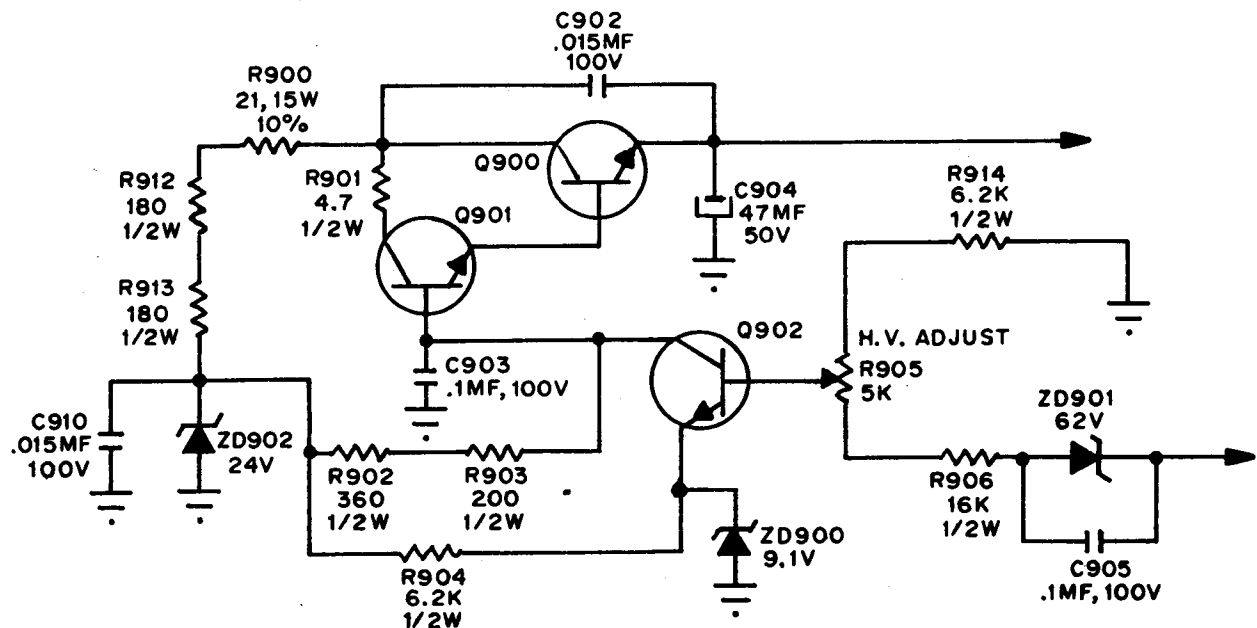 C902
.015MF
100V
R900
21, 15W
10%
Q900
R912
180
1/2W
R901
4.7
1/2W
Q901
C904
47MF
50V
R914
6.2K
1/2W
R913
180
1/2W
Q902
H.V. ADJUST
R905
5K
C903
.1MF, 100V
C910
.015MF
100V
ZD902
24V
ZD901
62V
R902
360
1/2W
R903
200
1/2W
R906
16K
1/2W
ZD900
9.1V
C905
.1MF, 100V
R904
6.2K
1/2W